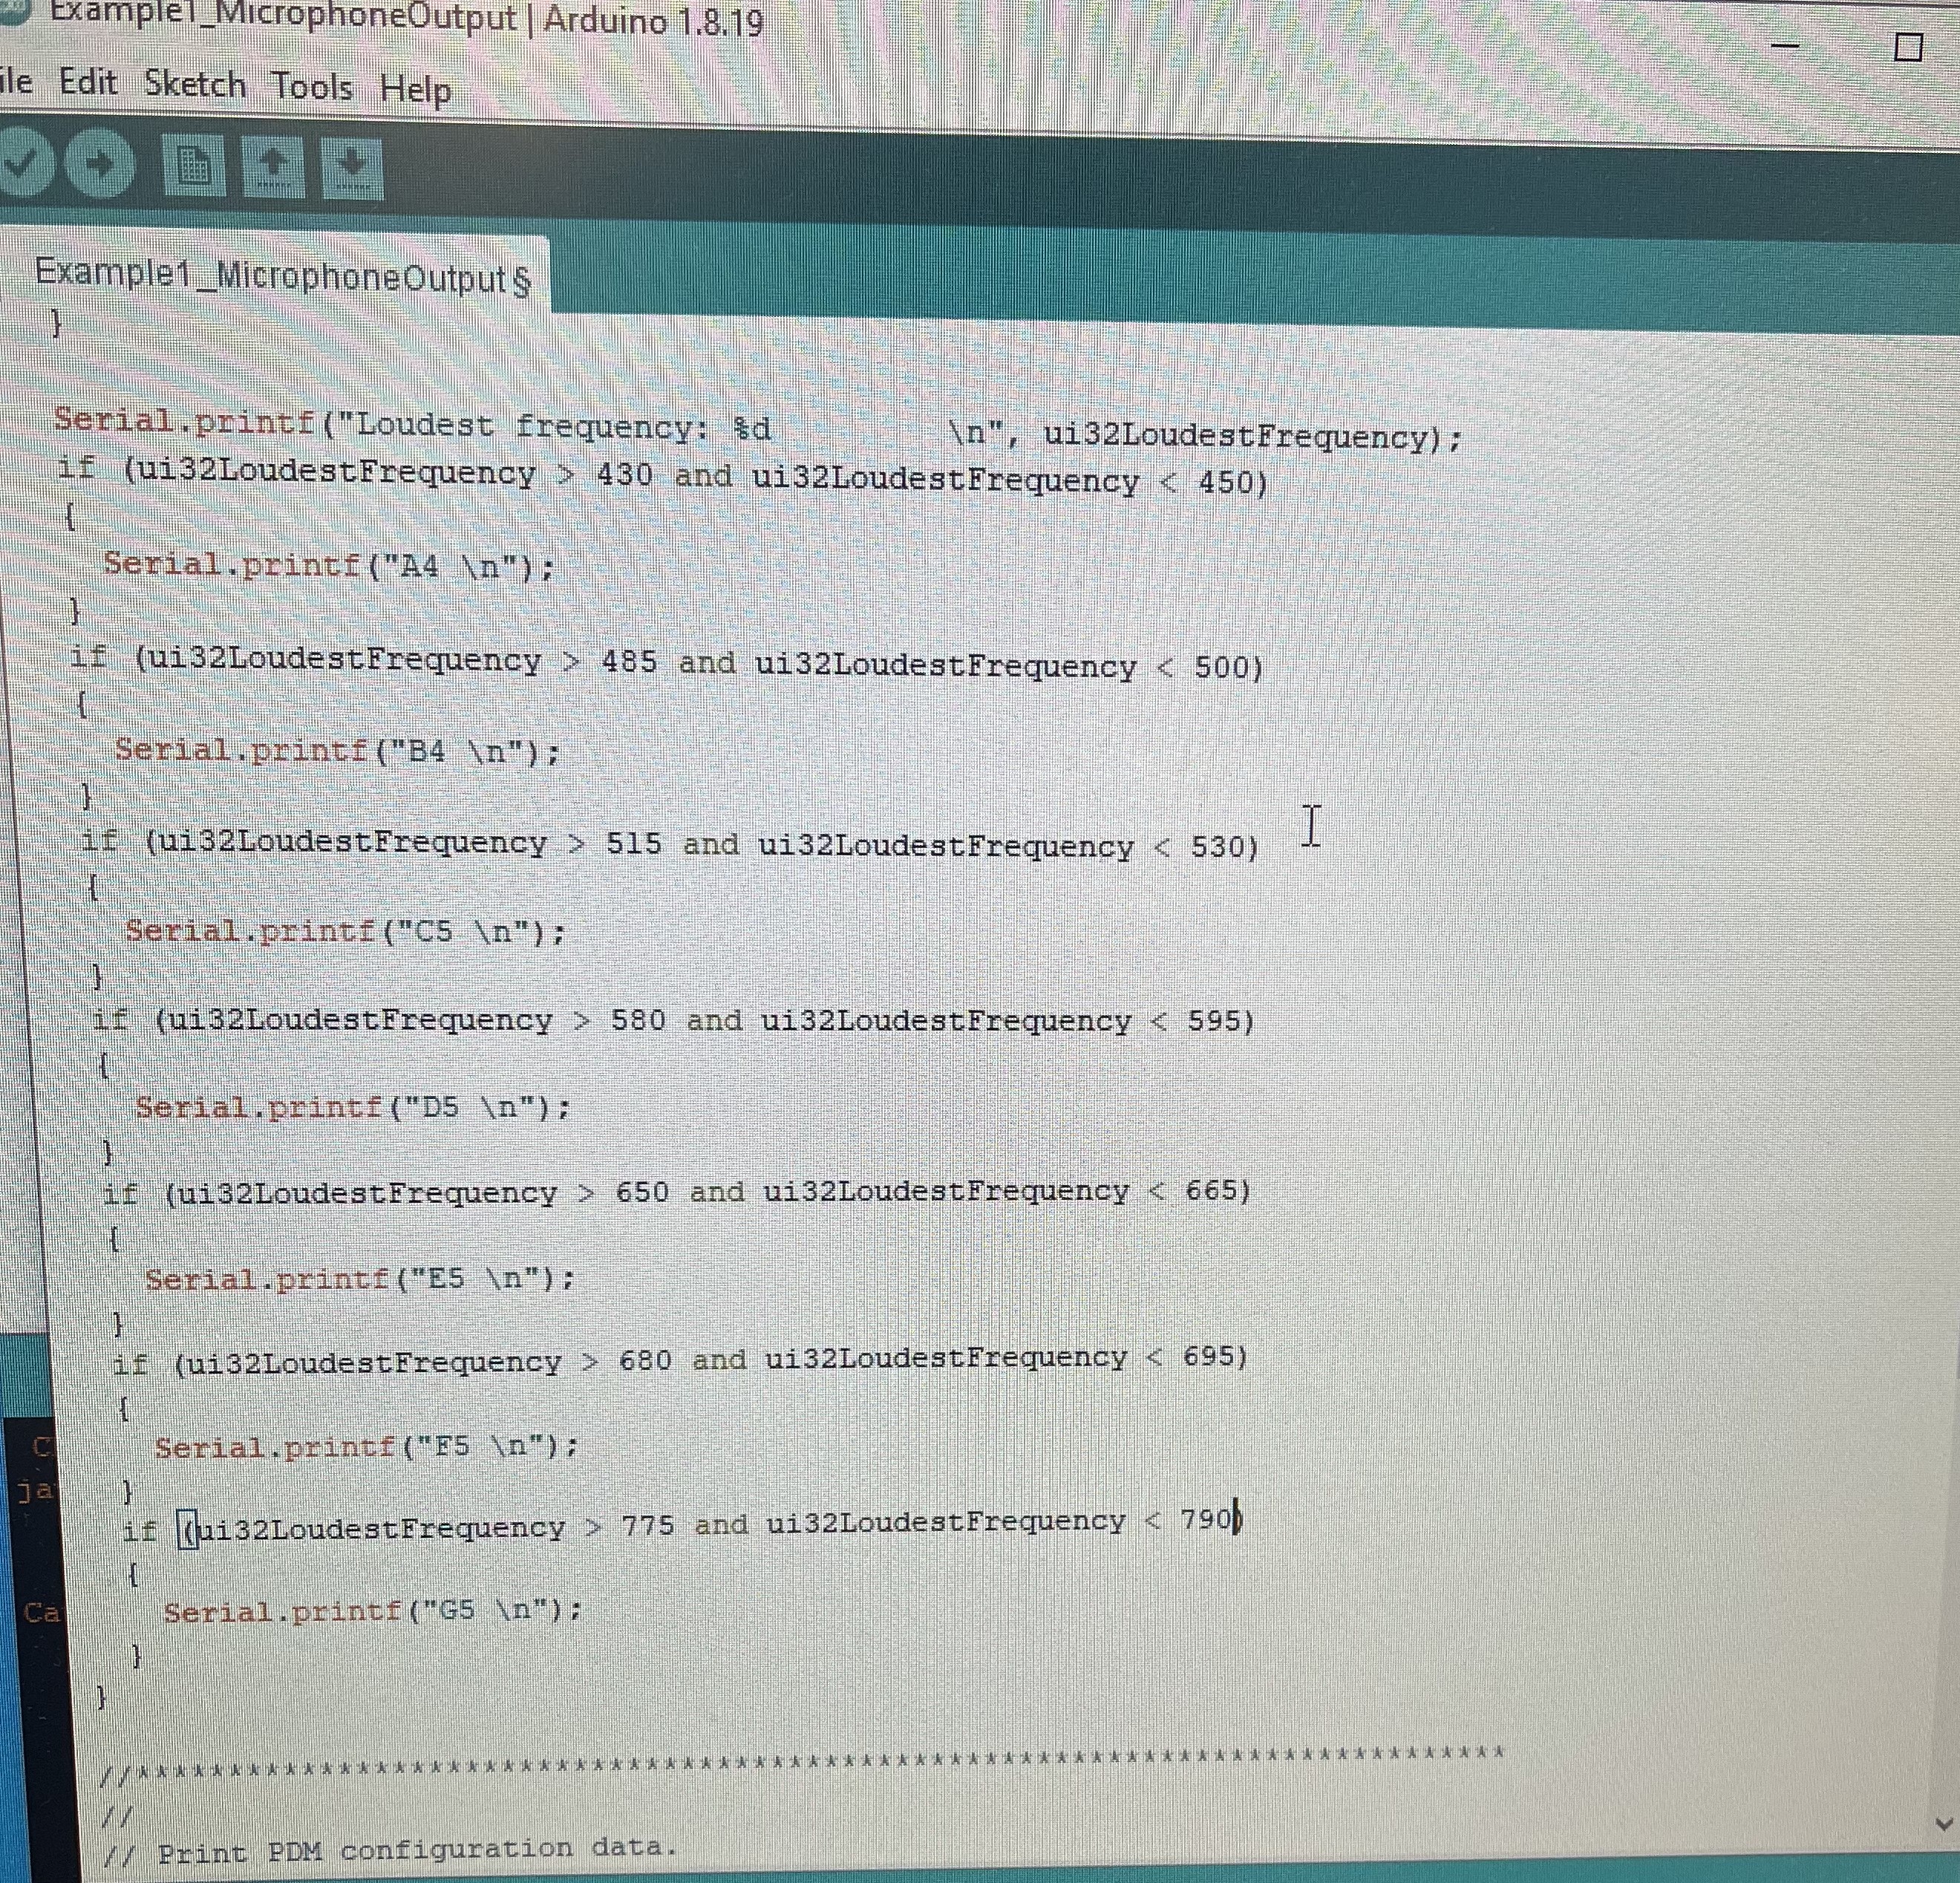 Example1_MicrophoneOutput | Arduino 1.8.19
ile Edit Sketch Tools Help
Example1_MicrophoneOutput §
}
Serial.printf("Loudest frequency: %d         \n", ui32LoudestFrequency);
if (ui32LoudestFrequency > 430 and ui32LoudestFrequency < 450)
{
Serial.printf("A4 \n");
}
if (ui32LoudestFrequency > 485 and ui32LoudestFrequency < 500)
{
Serial.printf("B4 \n");
}
if (ui32LoudestFrequency > 515 and ui32LoudestFrequency < 530)
{
Serial.printf("C5 \n");
}
if (ui32LoudestFrequency > 580 and ui32LoudestFrequency < 595)
{
Serial.printf("D5 \n");
}
if (ui32LoudestFrequency > 650 and ui32LoudestFrequency < 665)
{
Serial.printf("E5 \n");
}
if (ui32LoudestFrequency > 680 and ui32LoudestFrequency < 695)
{
Serial.printf("F5 \n");
C
}
ja
if (ui32LoudestFrequency > 775 and ui32LoudestFrequency < 790)
{
Serial.printf("G5 \n");
Ca
}
}
//*****************************************************************************
//
// Print PDM configuration data.